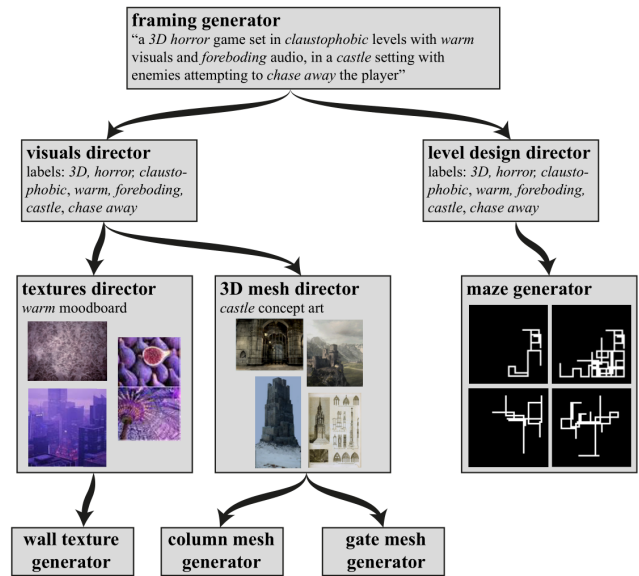 framing generator
“a 3D horror game set in claustophobic levels with warm
visuals and foreboding audio, in a castle setting with
enemies attempting to chase away the player”
visuals director
labels: 3D, horror, clausto-
phobic, warm, foreboding,
castle, chase away
level design director
labels: 3D, horror, clausto-
phobic, warm, foreboding,
castle, chase away
textures director
warm moodboard
3D mesh director
castle concept art
maze generator
wall texture
generator
column mesh
generator
gate mesh
generator